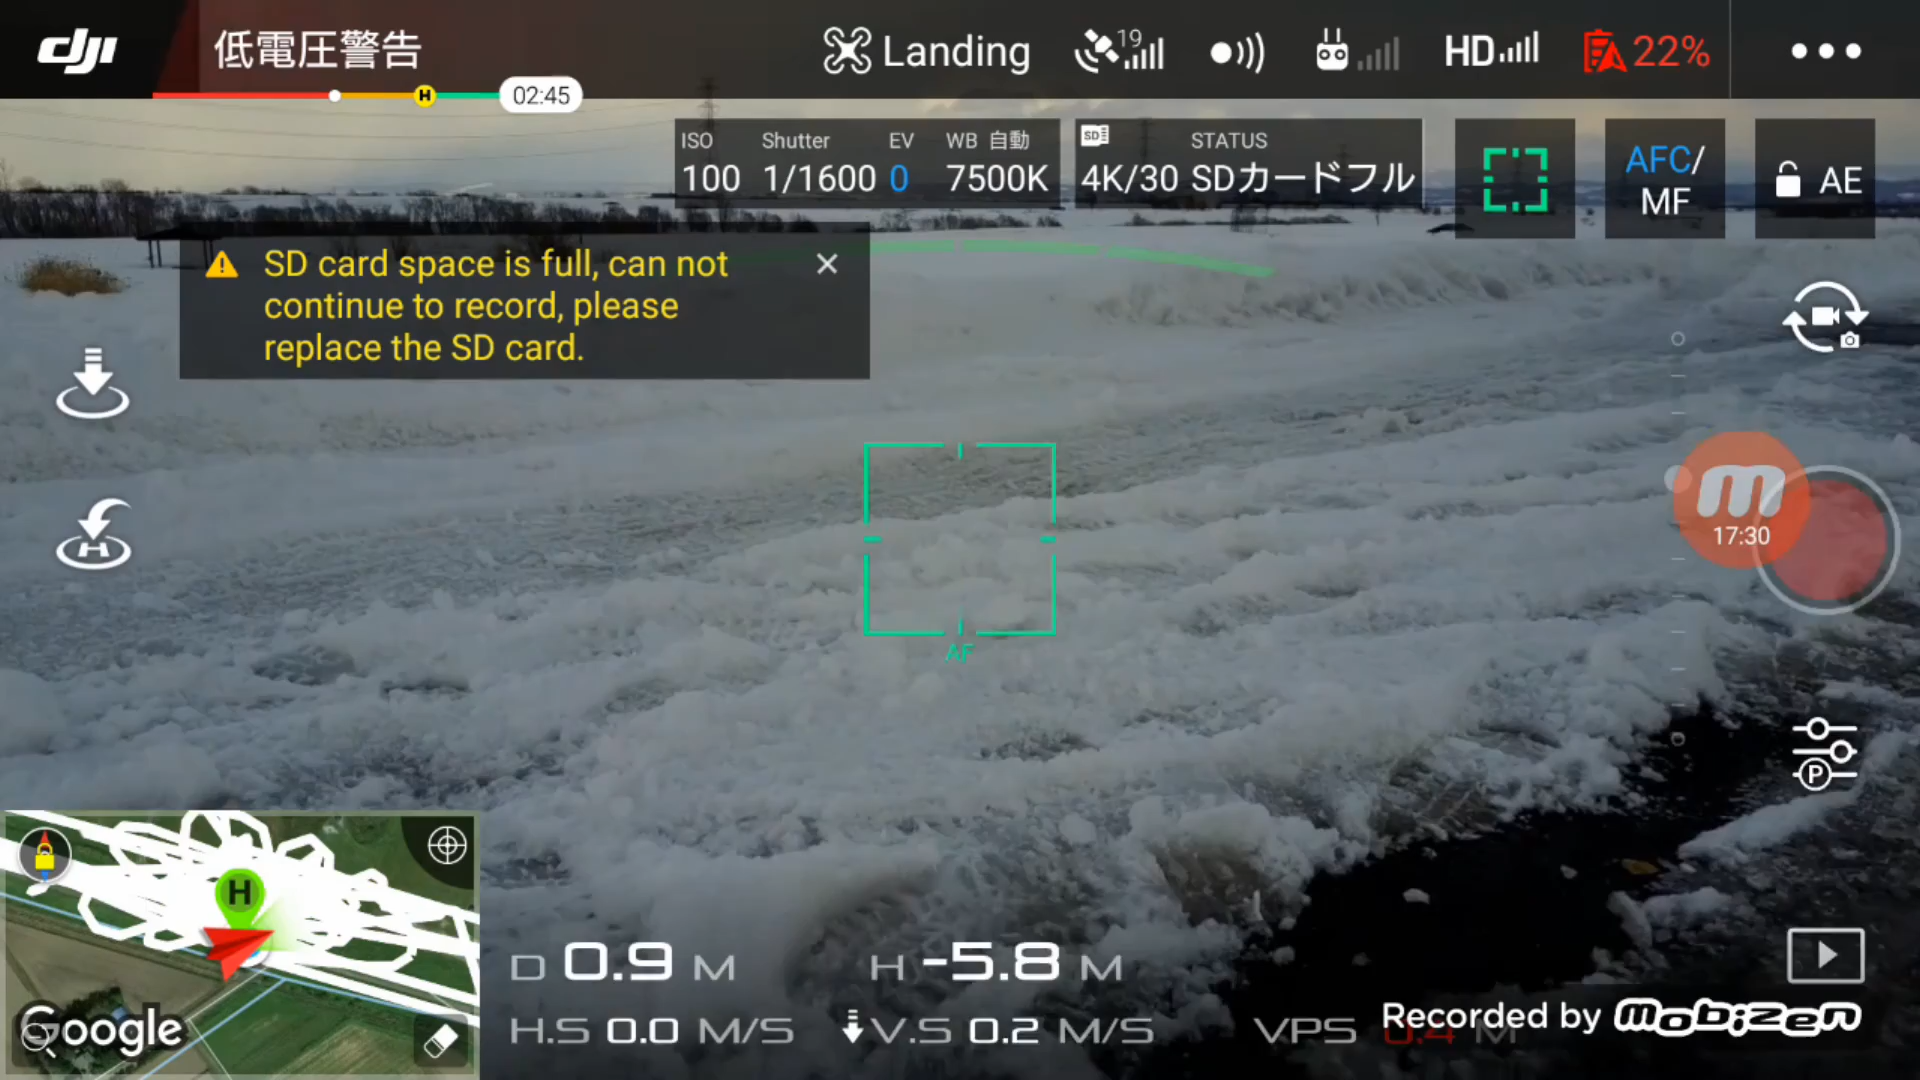 dji
低電圧警告
Landing
19
HD
22%
H
02:45
ISO
100
Shutter
1/1600
EV
0
WB 自動
7500K
SD
4K/30
STATUS
SDカードフル
AFC/
MF
AE
SD card space is full, can not
continue to record, please
replace the SD card.
H
AF
m
17:30
P
H
Google
D 0.9 M
H -5.8 M
H.S 0.0 M/S
V.S 0.2 M/S
VPS 0.4 M
Recorded by mobizen